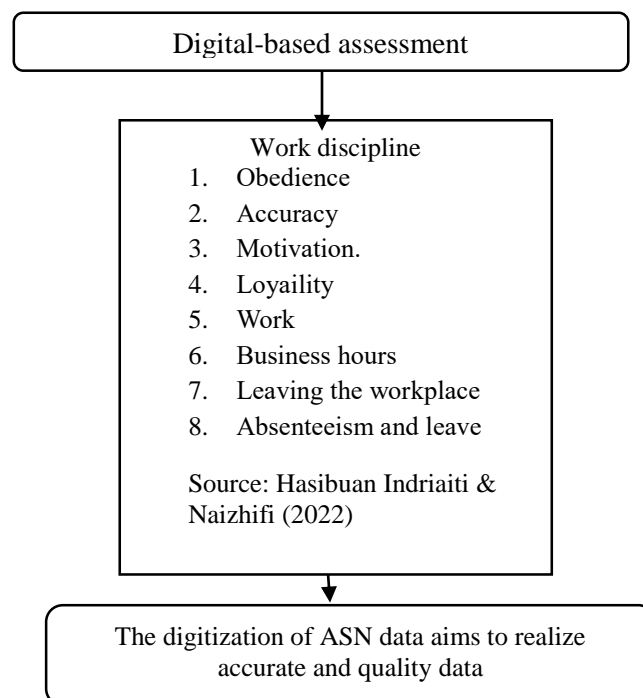 Digital-based assessment
Work discipline
1. Obedience
2. Accuracy
3. Motivation.
4. Loyaility
5. Work
6. Business hours
7. Leaving the workplace
8. Absenteeism and leave
Source: Hasibuan Indriaiti &
Naizhifi (2022)
The digitization of ASN data aims to realize
accurate and quality data